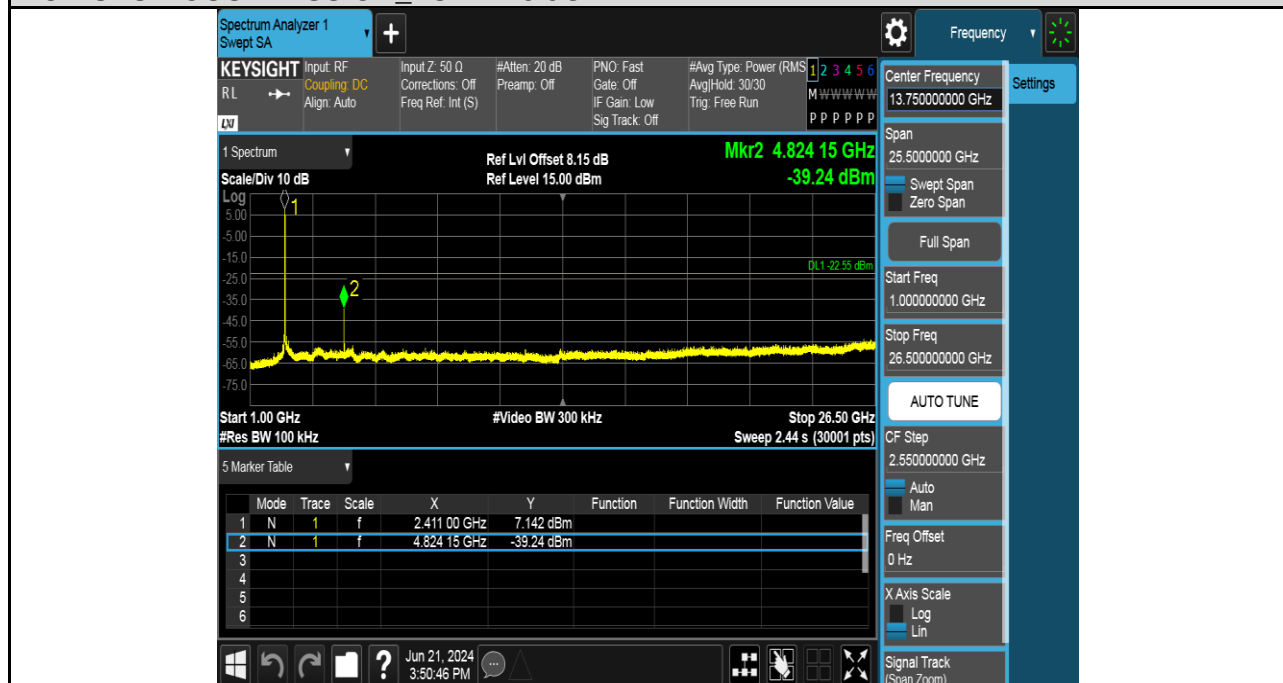 Spectrum Analyzer 1
Swept SA
+
Frequency
KEYSIGHT
RL
LXI
Input: RF
Coupling: DC
Align: Auto
Input Z: 50 Ω
Corrections: Off
Freq Ref: Int (S)
#Atten: 20 dB
Preamp: Off
PNO: Fast
Gate: Off
IF Gain: Low
Sig Track: Off
#Avg Type: Power (RMS
Avg|Hold: 30/30
Trig: Free Run
1 2 3 4 5 6
M W W W W W
P P P P P P
1 Spectrum
Scale/Div 10 dB
Ref Lvl Offset 8.15 dB
Ref Level 15.00 dBm
Mkr2 4.824 15 GHz
-39.24 dBm
Log
5.00
-5.00
-15.0
-25.0
-35.0
-45.0
-55.0
-65.0
-75.0
1
2
DL1 -22.55 dBm
Start 1.00 GHz
#Video BW 300 kHz
Stop 26.50 GHz
#Res BW 100 kHz
Sweep 2.44 s (30001 pts)
5 Marker Table
Mode Trace Scale X Y Function Function Width Function Value
1 N 1 f 2.411 00 GHz 7.142 dBm
2 N 1 f 4.824 15 GHz -39.24 dBm
3
4
5
6
?
Jun 21, 2024
3:50:46 PM
Center Frequency
13.750000000 GHz
Settings
Span
25.5000000 GHz
Swept Span
Zero Span
Full Span
Start Freq
1.000000000 GHz
Stop Freq
26.500000000 GHz
AUTO TUNE
CF Step
2.550000000 GHz
Auto
Man
Freq Offset
0 Hz
X Axis Scale
Log
Lin
Signal Track
(Span Zoom)